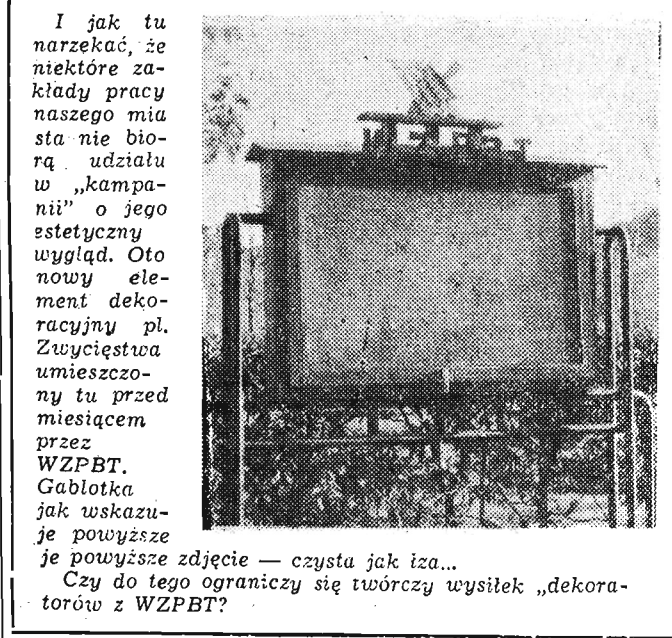 I jak tu
narzekać, że
niektóre za-
kłady pracy
naszego mia
sta nie bio-
rą udziału
w „kampa-
nii” o jego
estetyczny
wygląd. Oto
nowy ele-
ment deko-
racyjny pl.
Zwycięstwa
umieszczo-
ny tu przed
miesiącem
przez
WZPBT.
Gablotka
jak wskazu-
je powyższe
je powyższe zdjęcie — czysta jak łza...
Czy do tego ograniczy się twórczy wysiłek „dekora-
torów z WZPBT?